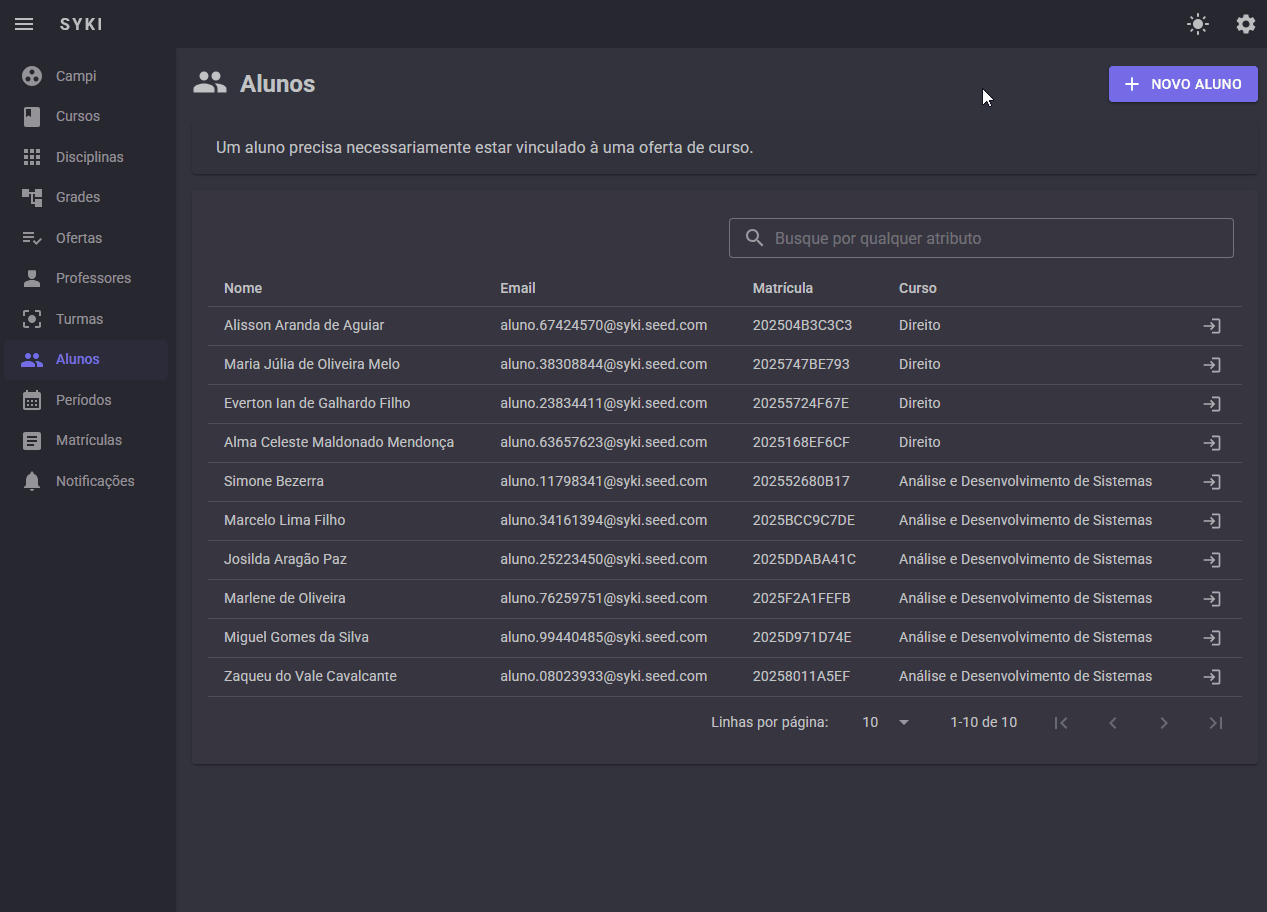 SYKI
Campi
Cursos
Disciplinas
Grades
Ofertas
Professores
Turmas
Alunos
Períodos
Matrículas
Notificações
Alunos
NOVO ALUNO
Um aluno precisa necessariamente estar vinculado à uma oferta de curso.
Busque por qualquer atributo
Nome Email Matrícula Curso
Alisson Aranda de Aguiar aluno.67424570@syki.seed.com 202504B3C3C3 Direito
Maria Júlia de Oliveira Melo aluno.38308844@syki.seed.com 2025747BE793 Direito
Everton Ian de Galhardo Filho aluno.23834411@syki.seed.com 20255724F67E Direito
Alma Celeste Maldonado Mendonça aluno.63657623@syki.seed.com 2025168EF6CF Direito
Simone Bezerra aluno.11798341@syki.seed.com 202552680B17 Análise e Desenvolvimento de Sistemas
Marcelo Lima Filho aluno.34161394@syki.seed.com 2025BCC9C7DE Análise e Desenvolvimento de Sistemas
Josilda Aragão Paz aluno.25223450@syki.seed.com 2025DDABA41C Análise e Desenvolvimento de Sistemas
Marlene de Oliveira aluno.76259751@syki.seed.com 2025F2A1FEFB Análise e Desenvolvimento de Sistemas
Miguel Gomes da Silva aluno.99440485@syki.seed.com 2025D971D74E Análise e Desenvolvimento de Sistemas
Zaqueu do Vale Cavalcante aluno.08023933@syki.seed.com 20258011A5EF Análise e Desenvolvimento de Sistemas
Linhas por página: 10 1-10 de 10